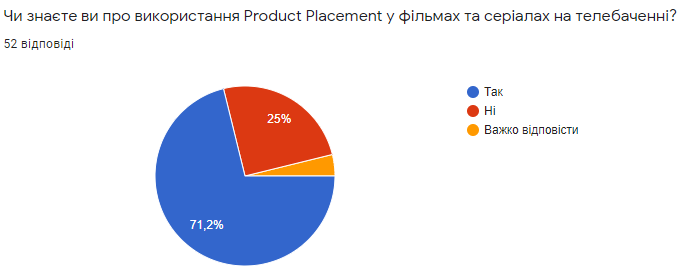 Чи знаєте ви про використання Product Placement у фільмах та серіалах на телебаченні?
52 відповіді
Так
Ні
Важко відповісти
25%
71,2%